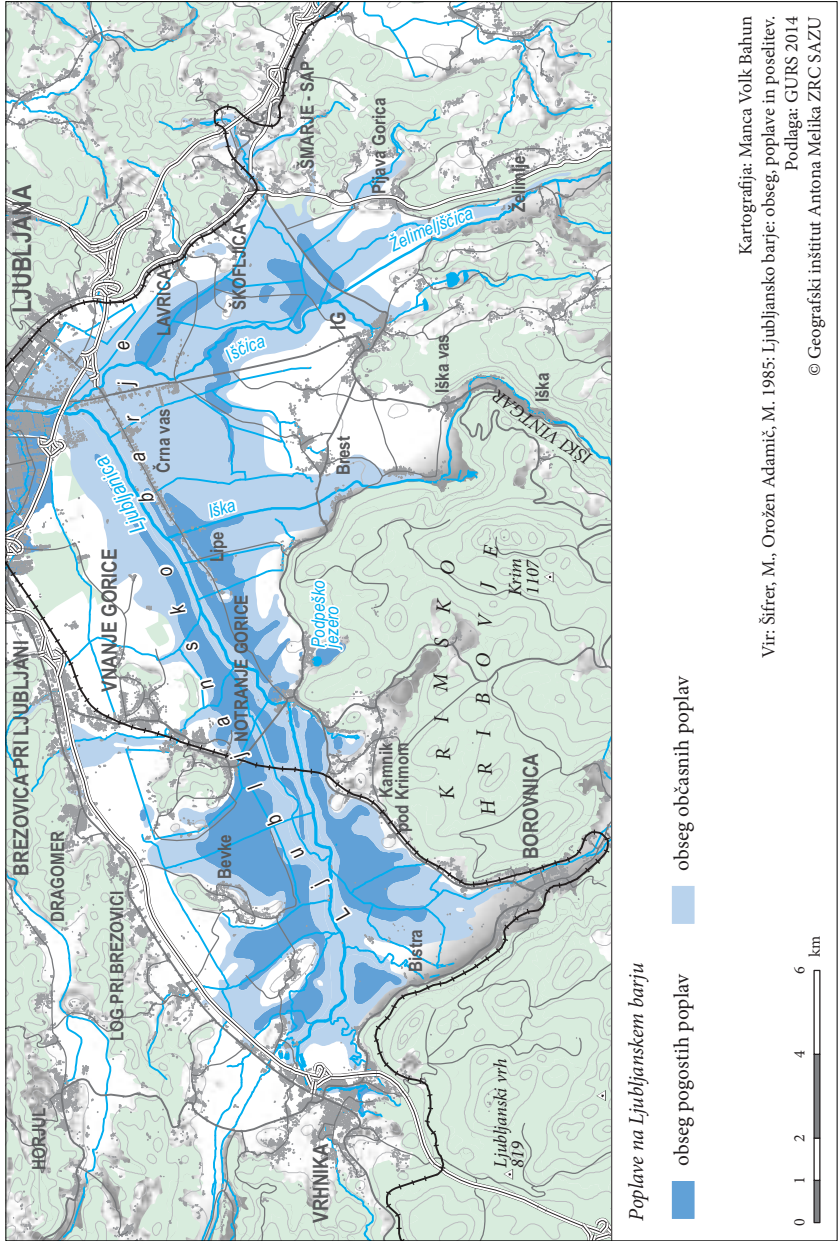 HORJUL
LOG PRI BREZOVICI
DRAGOMER
BREZOVICA PRI LJUBLJANI
VNANJE GORICE
LJUBLJANA
VRHNIKA
Ljubljanski vrh
819
Bistra
Bevke
NOTRANJE GORICE
Ljubljansko barje
Lipe
Ljubljanica
Iška
Črna vas
LAVRICA
Iščica
ŠKOFLJICA
ŠMARJE - SAP
Pijava Gorica
Želimeljščica
Želimlje
IG
Brest
Iška vas
Iška
IŠKI VINTGAR
Podpeško
jezero
Kamnik
pod Krimom
KRIMSKO
HRIBOVJE
Krim
1107
BOROVNICA
Poplave na Ljubljanskem barju
obseg pogostih poplav
obseg občasnih poplav
0 1 2 4 6 km
Kartografija: Manca Volk Bahun
Vir: Šifrer, M., Orožen Adamič, M. 1985: Ljubljansko barje: obseg, poplave in poselitev.
Podlaga: GURS 2014
© Geografski inštitut Antona Melika ZRC SAZU